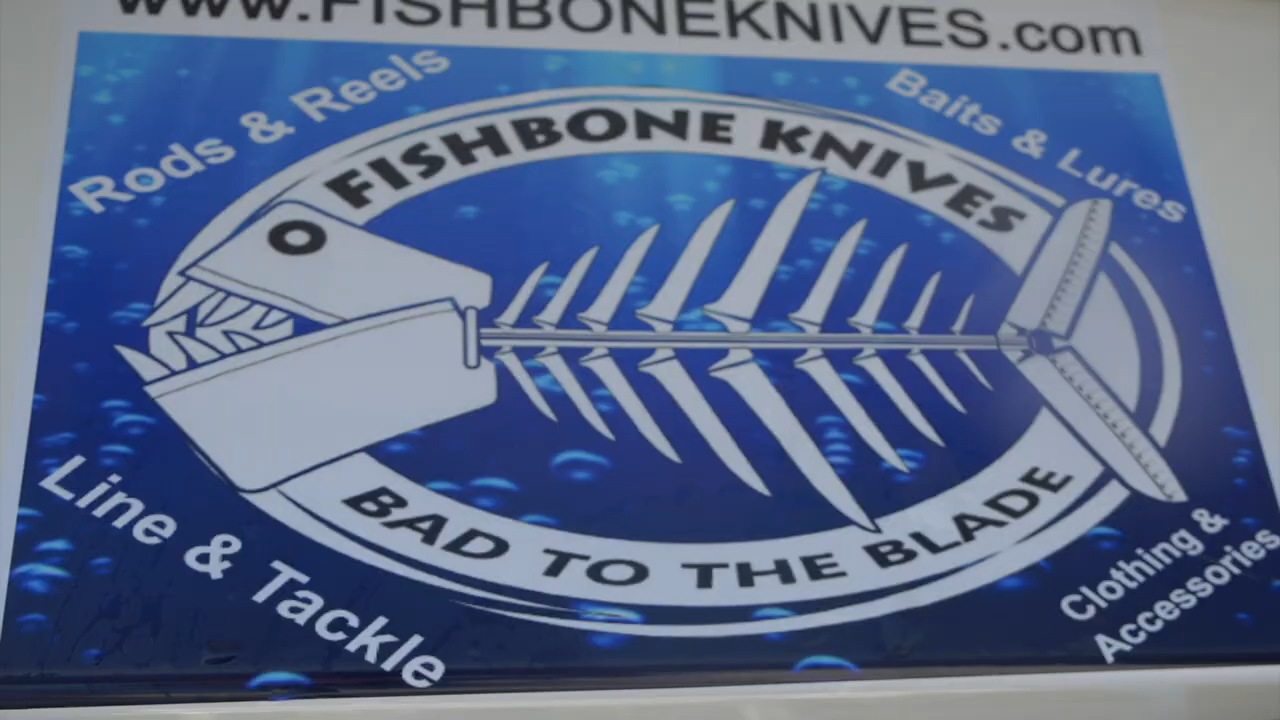 www.FISHBONEKNIVES.com
Rods & Reels
Baits & Lures
FISHBONE KNIVES
BAD TO THE BLADE
Line & Tackle
Clothing &
Accessories